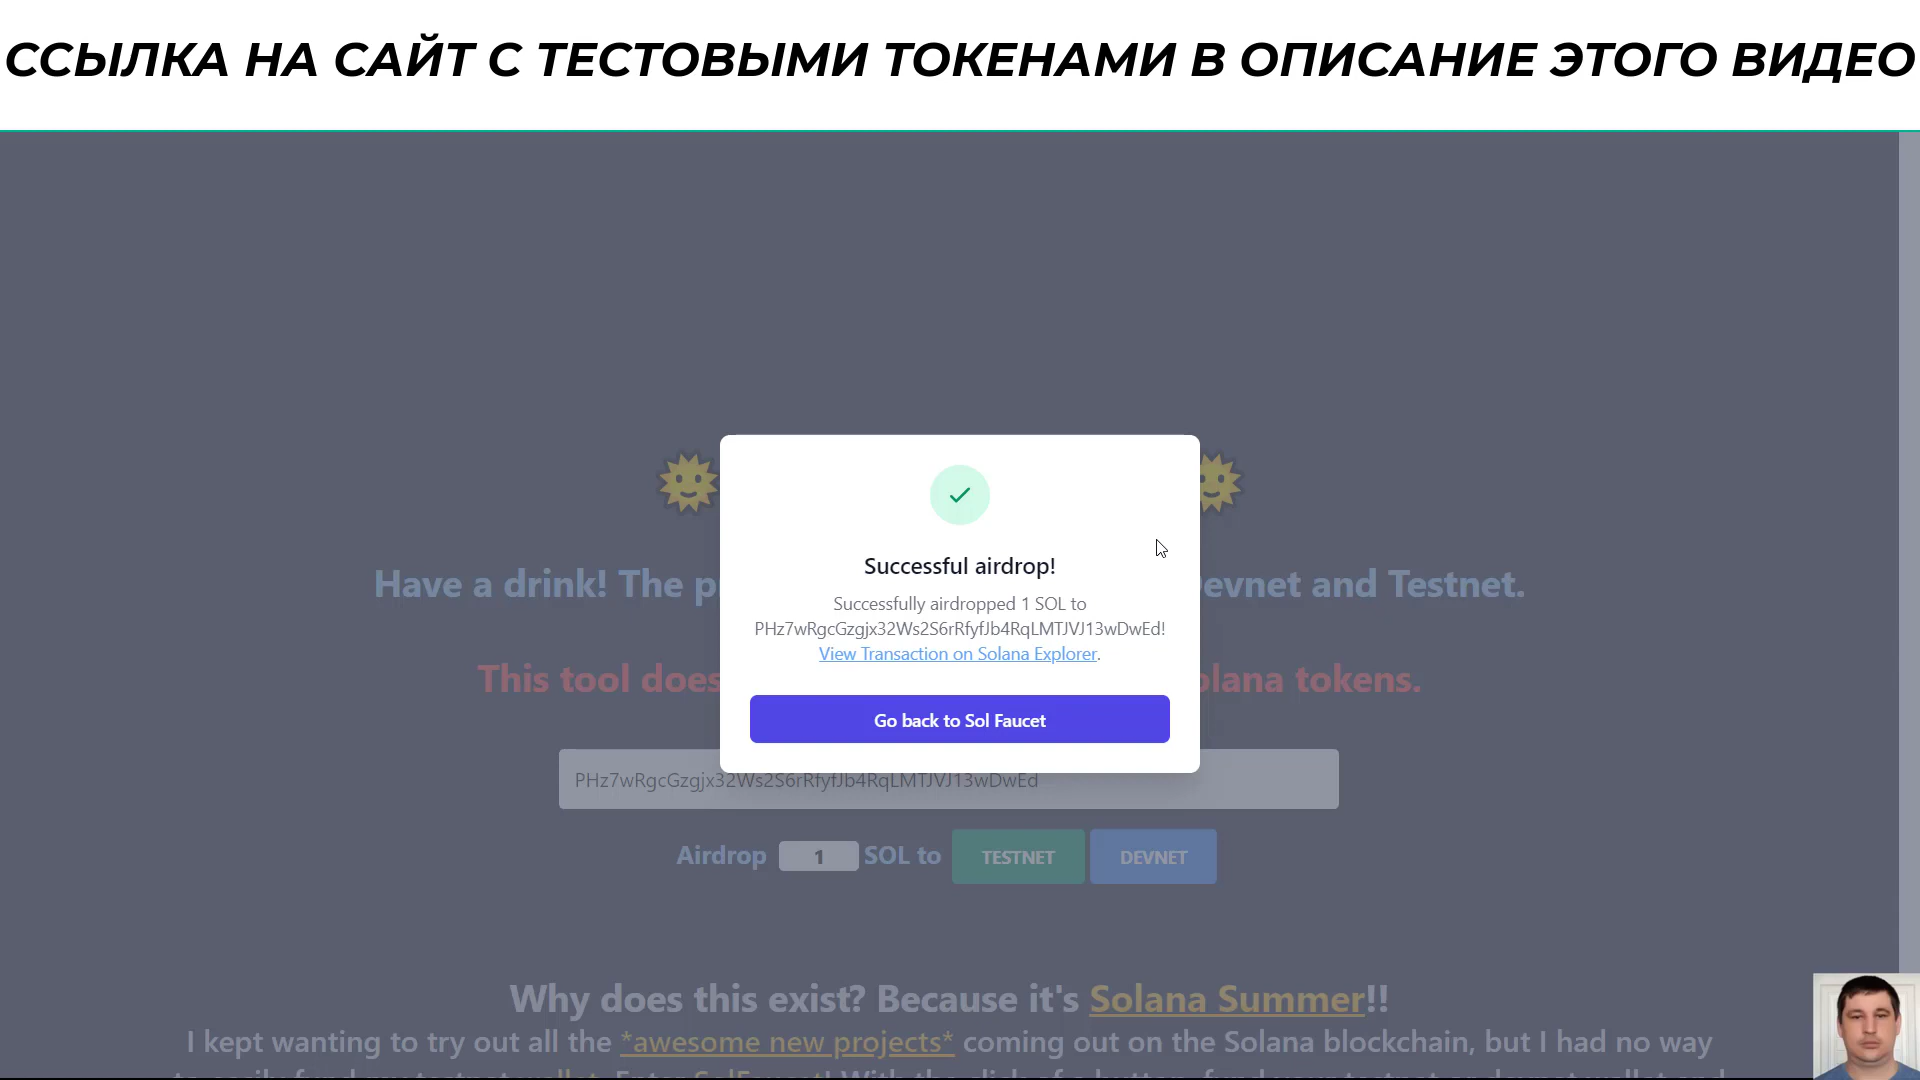 ССЫЛКА НА САЙТ С ТЕСТОВЫМИ ТОКЕНАМИ В ОПИСАНИЕ ЭТОГО ВИДЕО
Successful airdrop!
Successfully airdropped 1 SOL to
PHz7wRgcGzgjx32Ws2S6rRfyfJb4RqLMTJVJ13wDwEd!
View Transaction on Solana Explorer.
Go back to Sol Faucet
Have a drink! The evnet and Testnet.
This tool does olana tokens.
PHz7wRgcGzgjx32Ws2S6rRfyfJb4RqLMTJVJ13wDwEd
Airdrop 1 SOL to TESTNET DEVNET
Why does this exist? Because it's Solana Summer!!
I kept wanting to try out all the *awesome new projects* coming out on the Solana blockchain, but I had no way